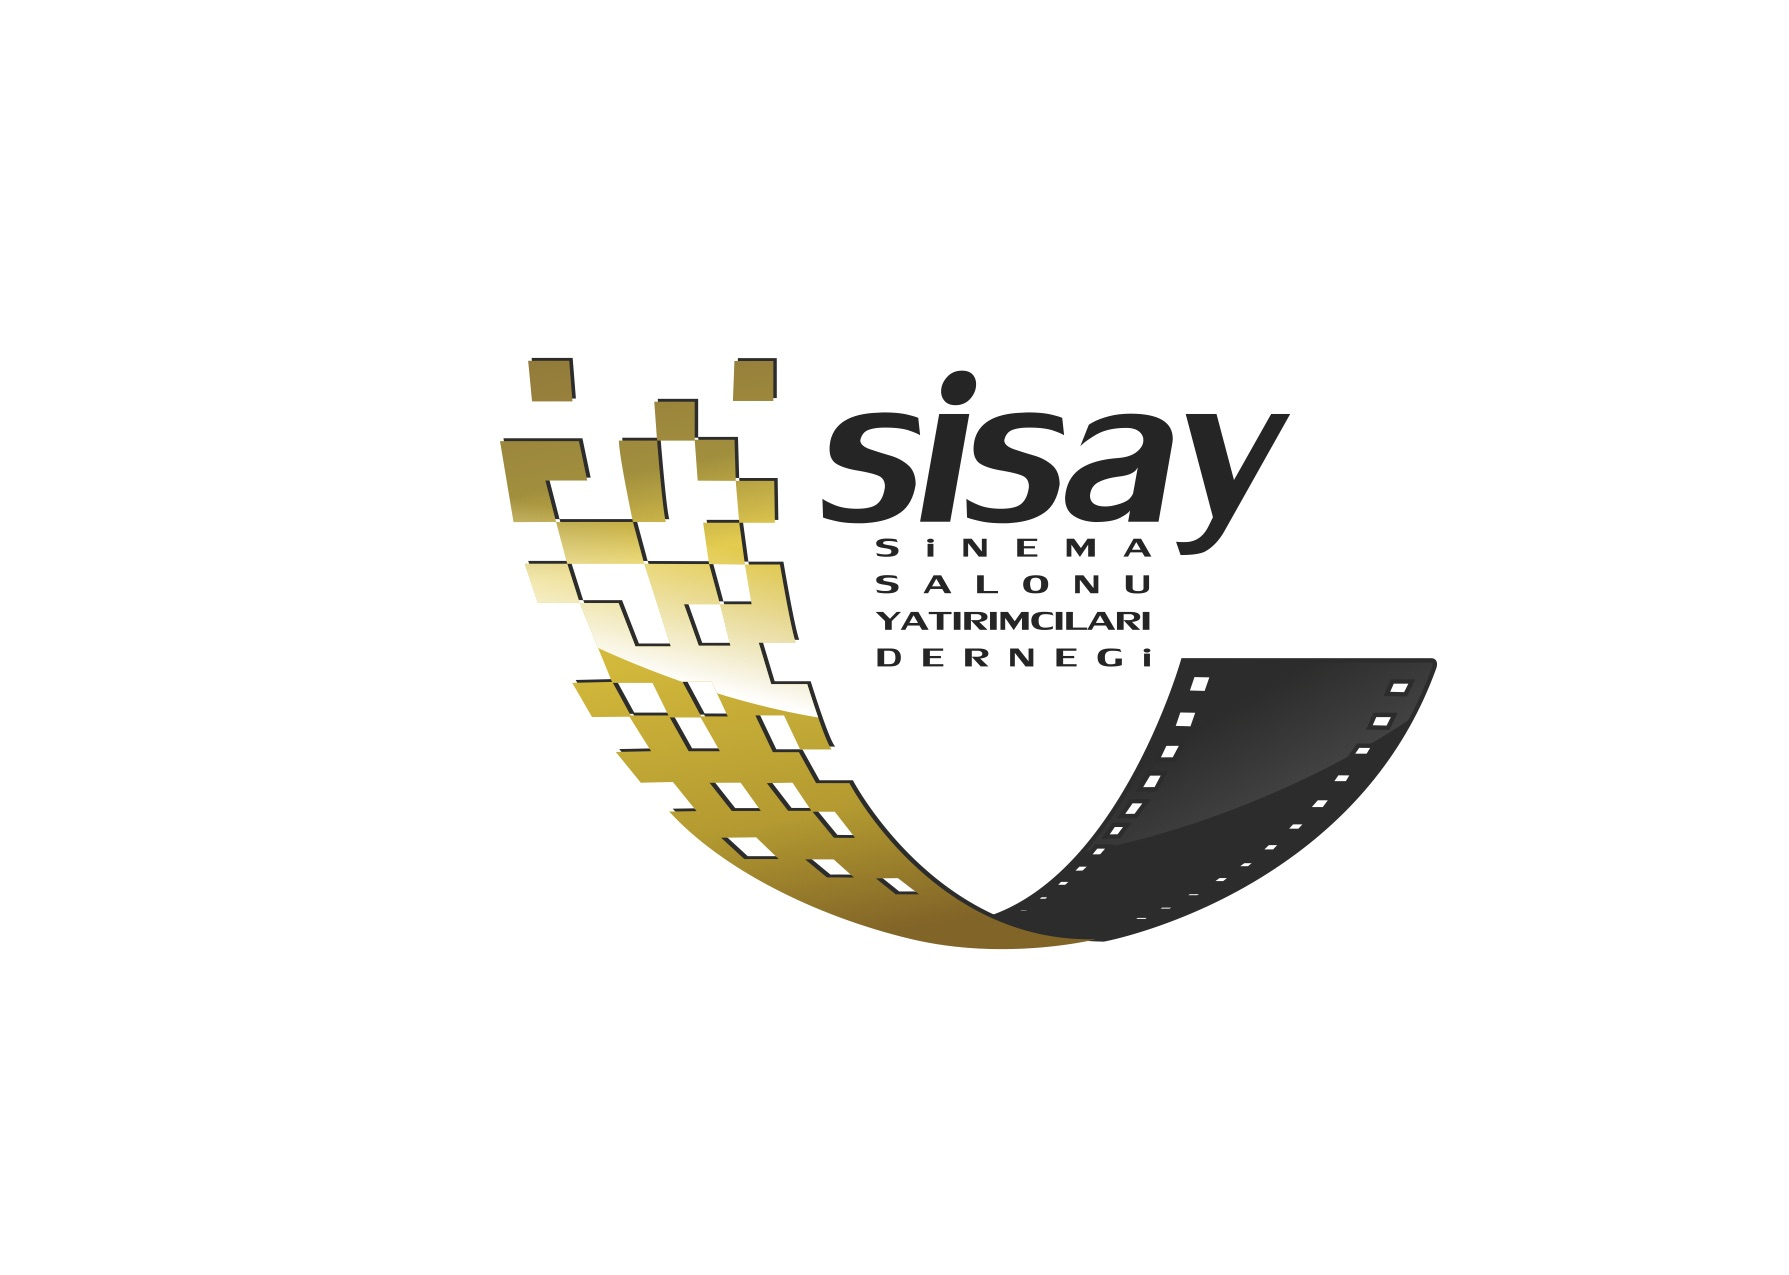 sisay
SiNEMA
SALONU
YATIRIMCILARI
DERNEGi